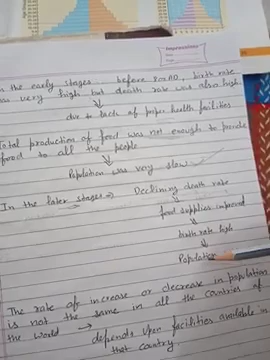 Impressions
In the early stages before 8000AD, birth rate
was very high but death rate was also high.
due to lack of proper health facilities
Total production of food was not enough to provide
food to all the people
Population was very slow
In the later stages → Declining death rate
food supplies improved
birth rate high
Population
The rate of increase or decrease in population
is not the same in all the countries of
the world → depends upon facilities available in
that country.